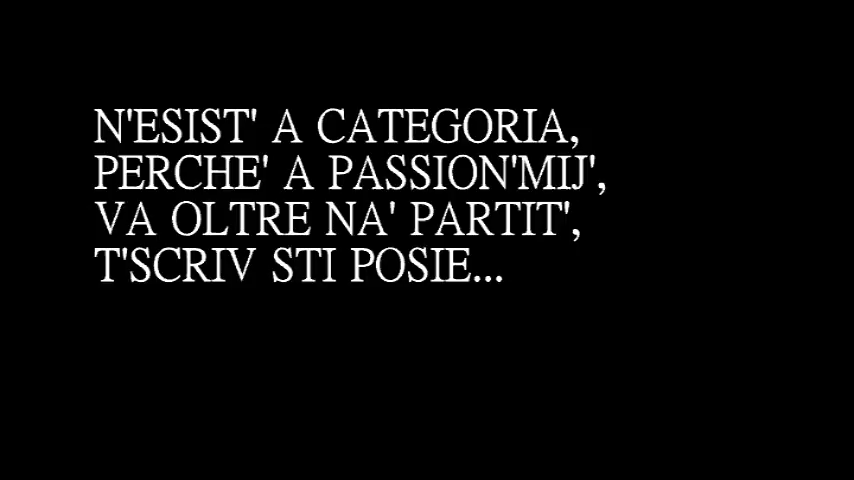 N'ESIST' A CATEGORIA,
PERCHE' A PASSION'MIJ',
VA OLTRE NA' PARTIT',
T'SCRIV STI POSIE...